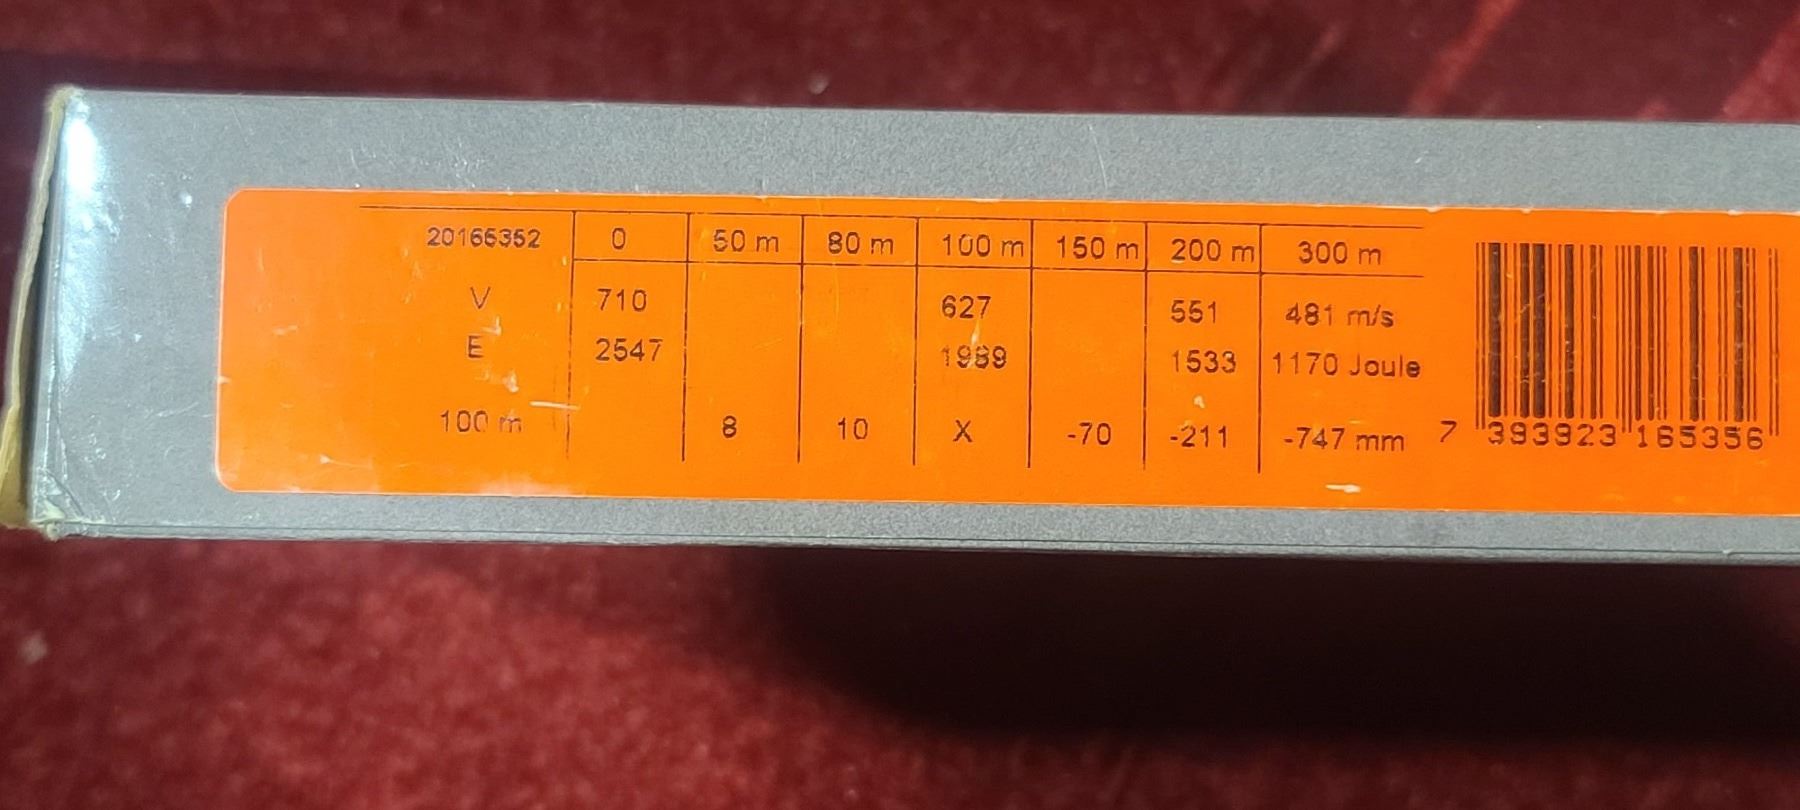 20165352 0 50 m 80 m 100 m 150 m 200 m 300 m
V 710 627 551 481 m/s
E 2547 1989 1533 1170 Joule
100 m 8 10 X -70 -211 -747 mm
7 393923 165356